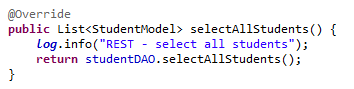 @Override
public List<StudentModel> selectAllStudents() {
    log.info("REST - select all students");
    return studentDAO.selectAllStudents();
}